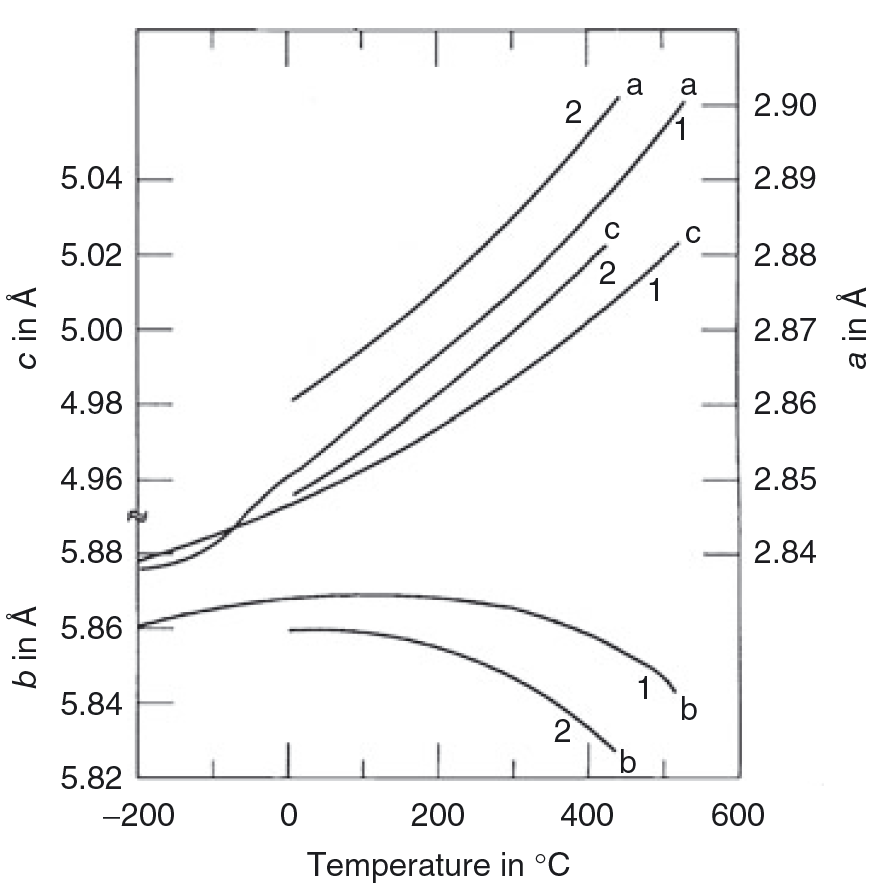 a
a
2
2.90
1
5.04
2.89
c
c
5.02
2.88
2
1
c in Å
5.00
2.87
a in Å
4.98
2.86
4.96
2.85
5.88
2.84
b in Å
5.86
1
5.84
b
2
b
5.82
−200
0
200
400
600
Temperature in °C